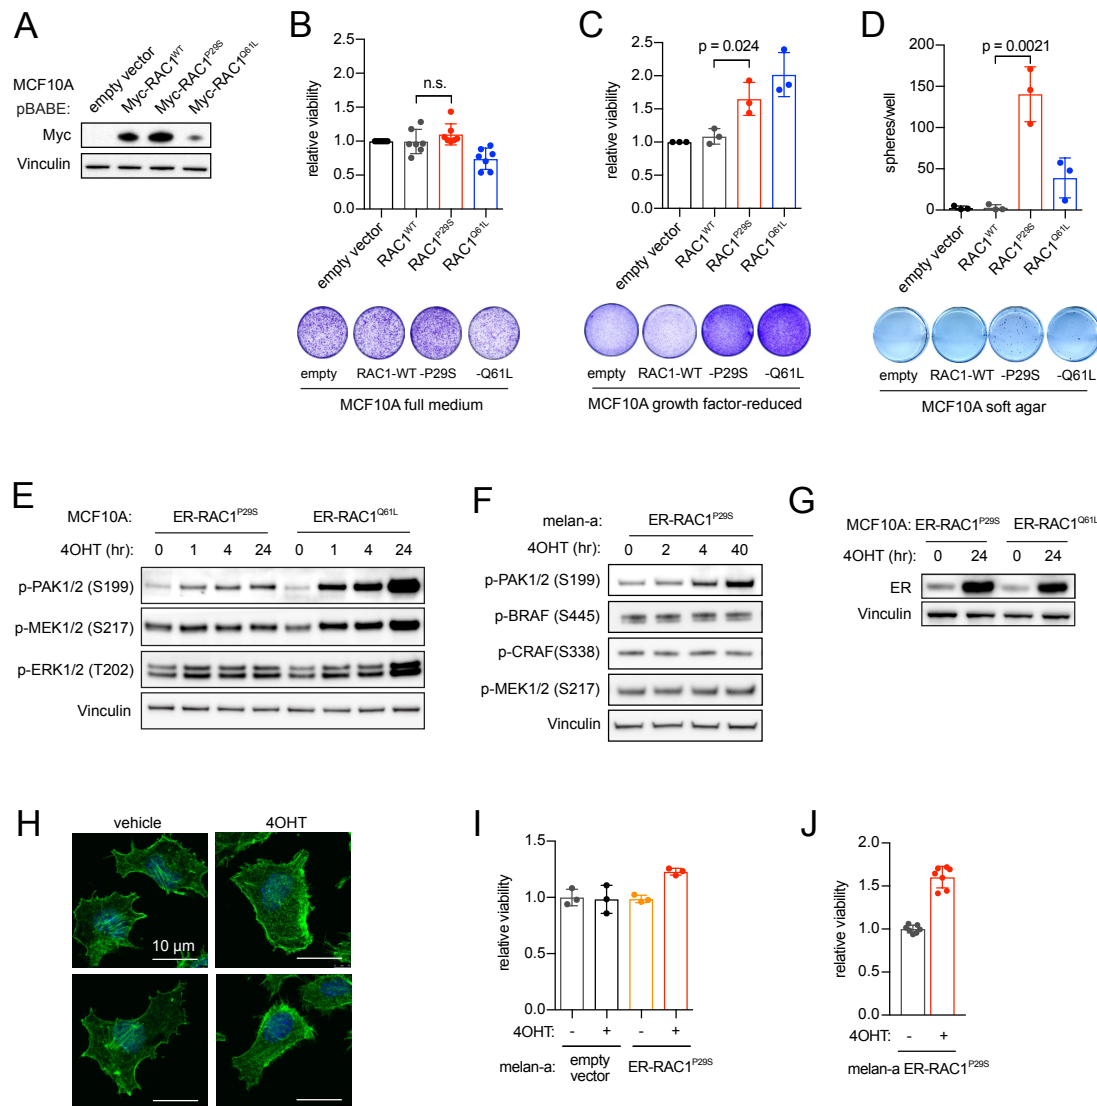 A
MCF10A
pBABE:
empty vector
Myc-RAC1WT
Myc-RAC1P29S
Myc-RAC1Q61L
Myc
Vinculin
B
relative viability
2.5
2.0
1.5
1.0
0.5
0.0
n.s.
empty vector
RAC1WT
RAC1P29S
RAC1Q61L
empty RAC1-WT -P29S -Q61L
MCF10A full medium
C
relative viability
2.5
2.0
1.5
1.0
0.5
0.0
p = 0.024
empty vector
RAC1WT
RAC1P29S
RAC1Q61L
empty RAC1-WT -P29S -Q61L
MCF10A growth factor-reduced
D
spheres/well
200
150
100
50
0
p = 0.0021
empty vector
RAC1WT
RAC1P29S
RAC1Q61L
empty RAC1-WT -P29S -Q61L
MCF10A soft agar
E
MCF10A: ER-RAC1P29S ER-RAC1Q61L
4OHT (hr): 0 1 4 24 0 1 4 24
p-PAK1/2 (S199)
p-MEK1/2 (S217)
p-ERK1/2 (T202)
Vinculin
F
melan-a: ER-RAC1P29S
4OHT (hr): 0 2 4 40
p-PAK1/2 (S199)
p-BRAF (S445)
p-CRAF(S338)
p-MEK1/2 (S217)
Vinculin
G
MCF10A: ER-RAC1P29S ER-RAC1Q61L
4OHT (hr): 0 24 0 24
ER
Vinculin
H
vehicle 4OHT
10 µm
I
relative viability
1.5
1.0
0.5
0.0
4OHT: - + - +
melan-a: empty vector ER-RAC1P29S
J
relative viability
2.0
1.5
1.0
0.5
0.0
4OHT: - +
melan-a ER-RAC1P29S